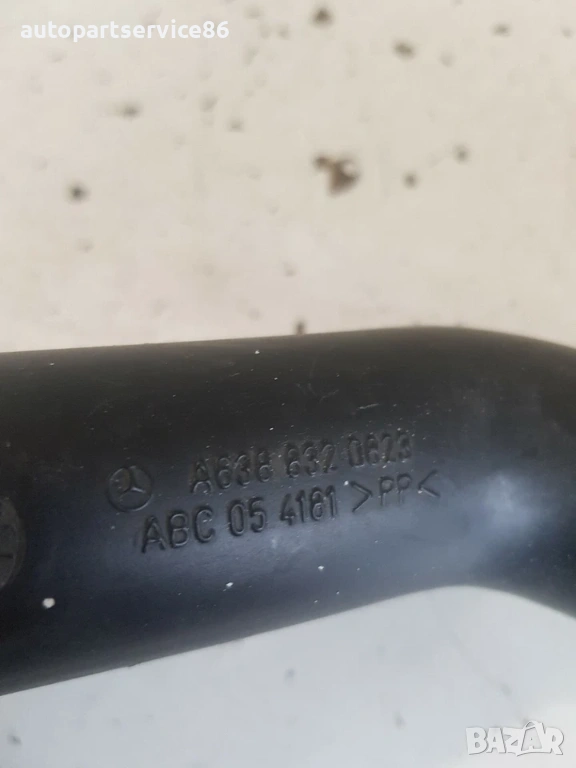 autopartservice86
A638 832 0623
ABC 05 4181 >PP<
BAZAR